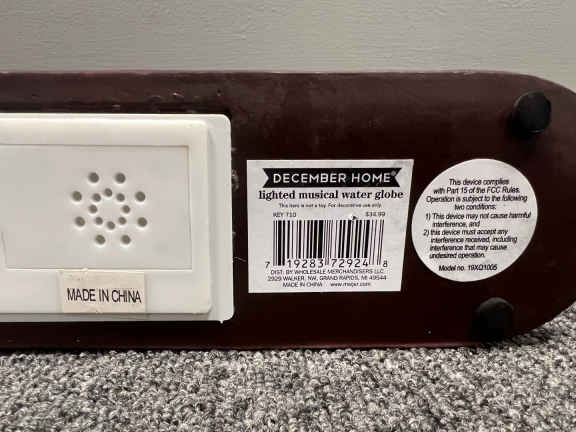 MADE IN CHINA
DECEMBER HOME®
lighted musical water globe
This item is not a toy. For decorative use only.
KEY 710 $34.99
7 19283 72924 8
DIST. BY WHOLESALE MERCHANDISERS LLC.
2929 WALKER, NW, GRAND RAPIDS, MI 49544
MADE IN CHINA www.meijer.com
This device complies
with Part 15 of the FCC Rules.
Operation is subject to the following
two conditions:
1) This device may not cause harmful
interference, and
2) this device must accept any
interference received, including
interference that may cause
undesired operation.
Model no. 19XQ1005